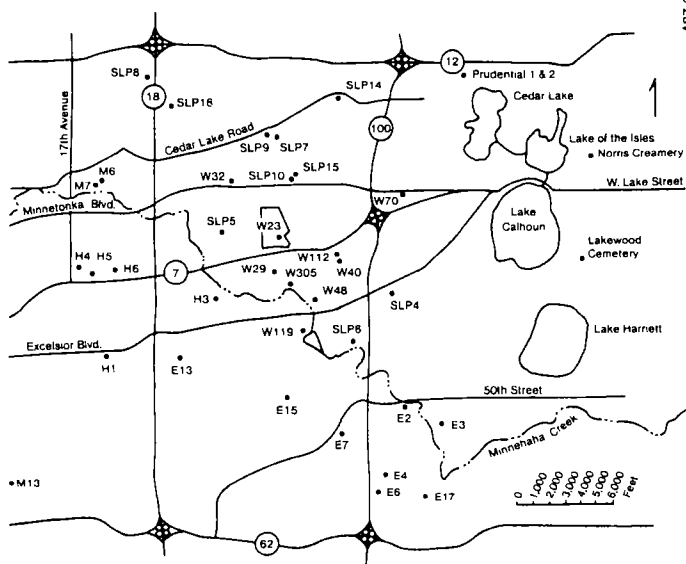 12
SLP8
Prudential 1 & 2
18
SLP16
SLP14
Cedar Lake
17th Avenue
100
Cedar Lake Road
Lake of the Isles
SLP9
SLP7
Norris Creamery
M6
M7
W32
SLP10
SLP15
W. Lake Street
Minnetonka Blvd.
W70
SLP5
W23
Lake
Calhoun
H4
H5
H6
7
W112
W29
W40
W305
Lakewood
Cemetery
H3
W48
SLP4
Excelsior Blvd.
W119
SLP6
Lake Harriett
H1
E13
50th Street
E15
E2
E3
E7
Minnehaha Creek
M13
E4
E6
E17
0
1,000
2,000
3,000
4,000
5,000
6,000
Feet
62